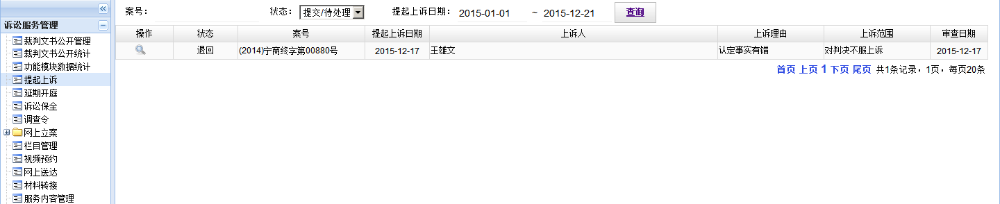 案号： 状态： 提交/待处理 提起上诉日期： 2015-01-01 ~ 2015-12-21 查询
诉讼服务管理
裁判文书公开管理
裁判文书公开统计
功能模块数据统计
提起上诉
延期开庭
诉讼保全
调查令
网上立案
栏目管理
视频预约
网上送达
材料转接
服务内容管理
操作 状态 案号 提起上诉日期 上诉人 上诉理由 上诉范围 审查日期
退回 (2014)宁商终字第00880号 2015-12-17 王雄文 认定事实有错 对判决不服上诉 2015-12-17
首页 上页 1 下页 尾页 共1条记录，1页，每页20条